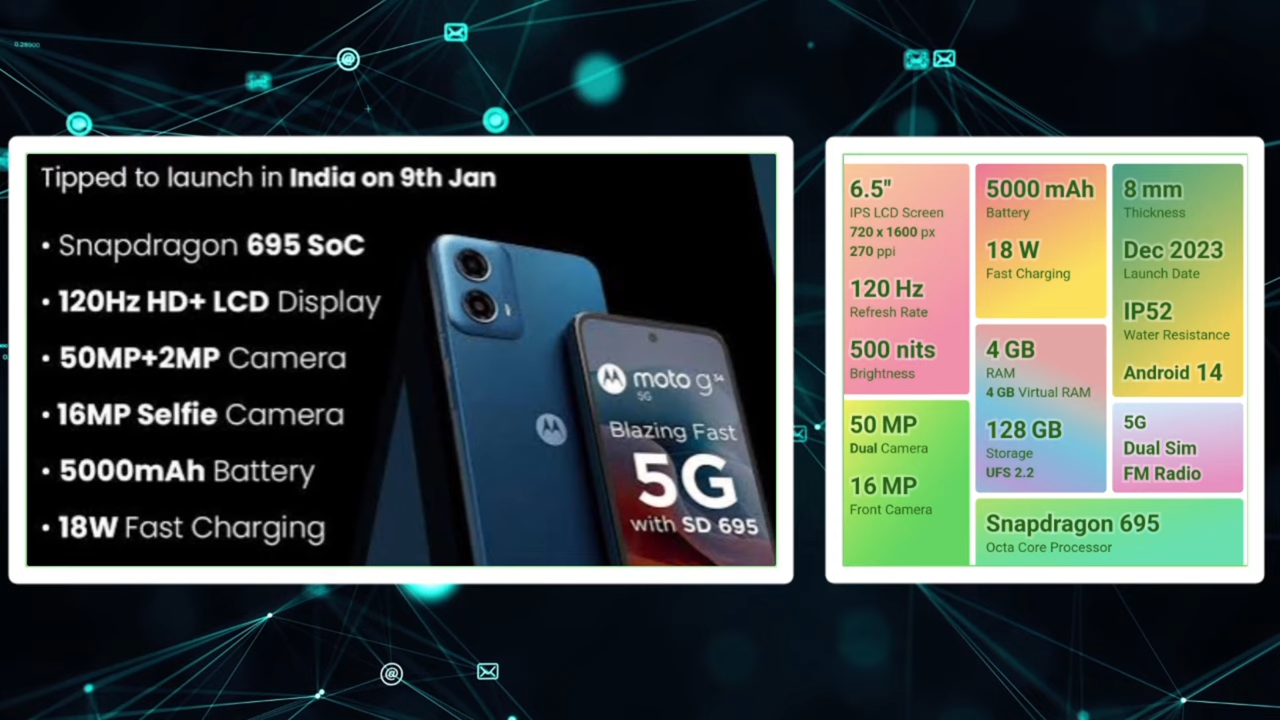 0.28900
Tipped to launch in India on 9th Jan
• Snapdragon 695 SoC
• 120Hz HD+ LCD Display
• 50MP+2MP Camera
• 16MP Selfie Camera
• 5000mAh Battery
• 18W Fast Charging
moto g34
5G
Blazing Fast
5G
with SD 695
6.5"
IPS LCD Screen
720 x 1600 px
270 ppi
120 Hz
Refresh Rate
500 nits
Brightness
50 MP
Dual Camera
16 MP
Front Camera
5000 mAh
Battery
18 W
Fast Charging
4 GB
RAM
4 GB Virtual RAM
128 GB
Storage
UFS 2.2
8 mm
Thickness
Dec 2023
Launch Date
IP52
Water Resistance
Android 14
5G
Dual Sim
FM Radio
Snapdragon 695
Octa Core Processor